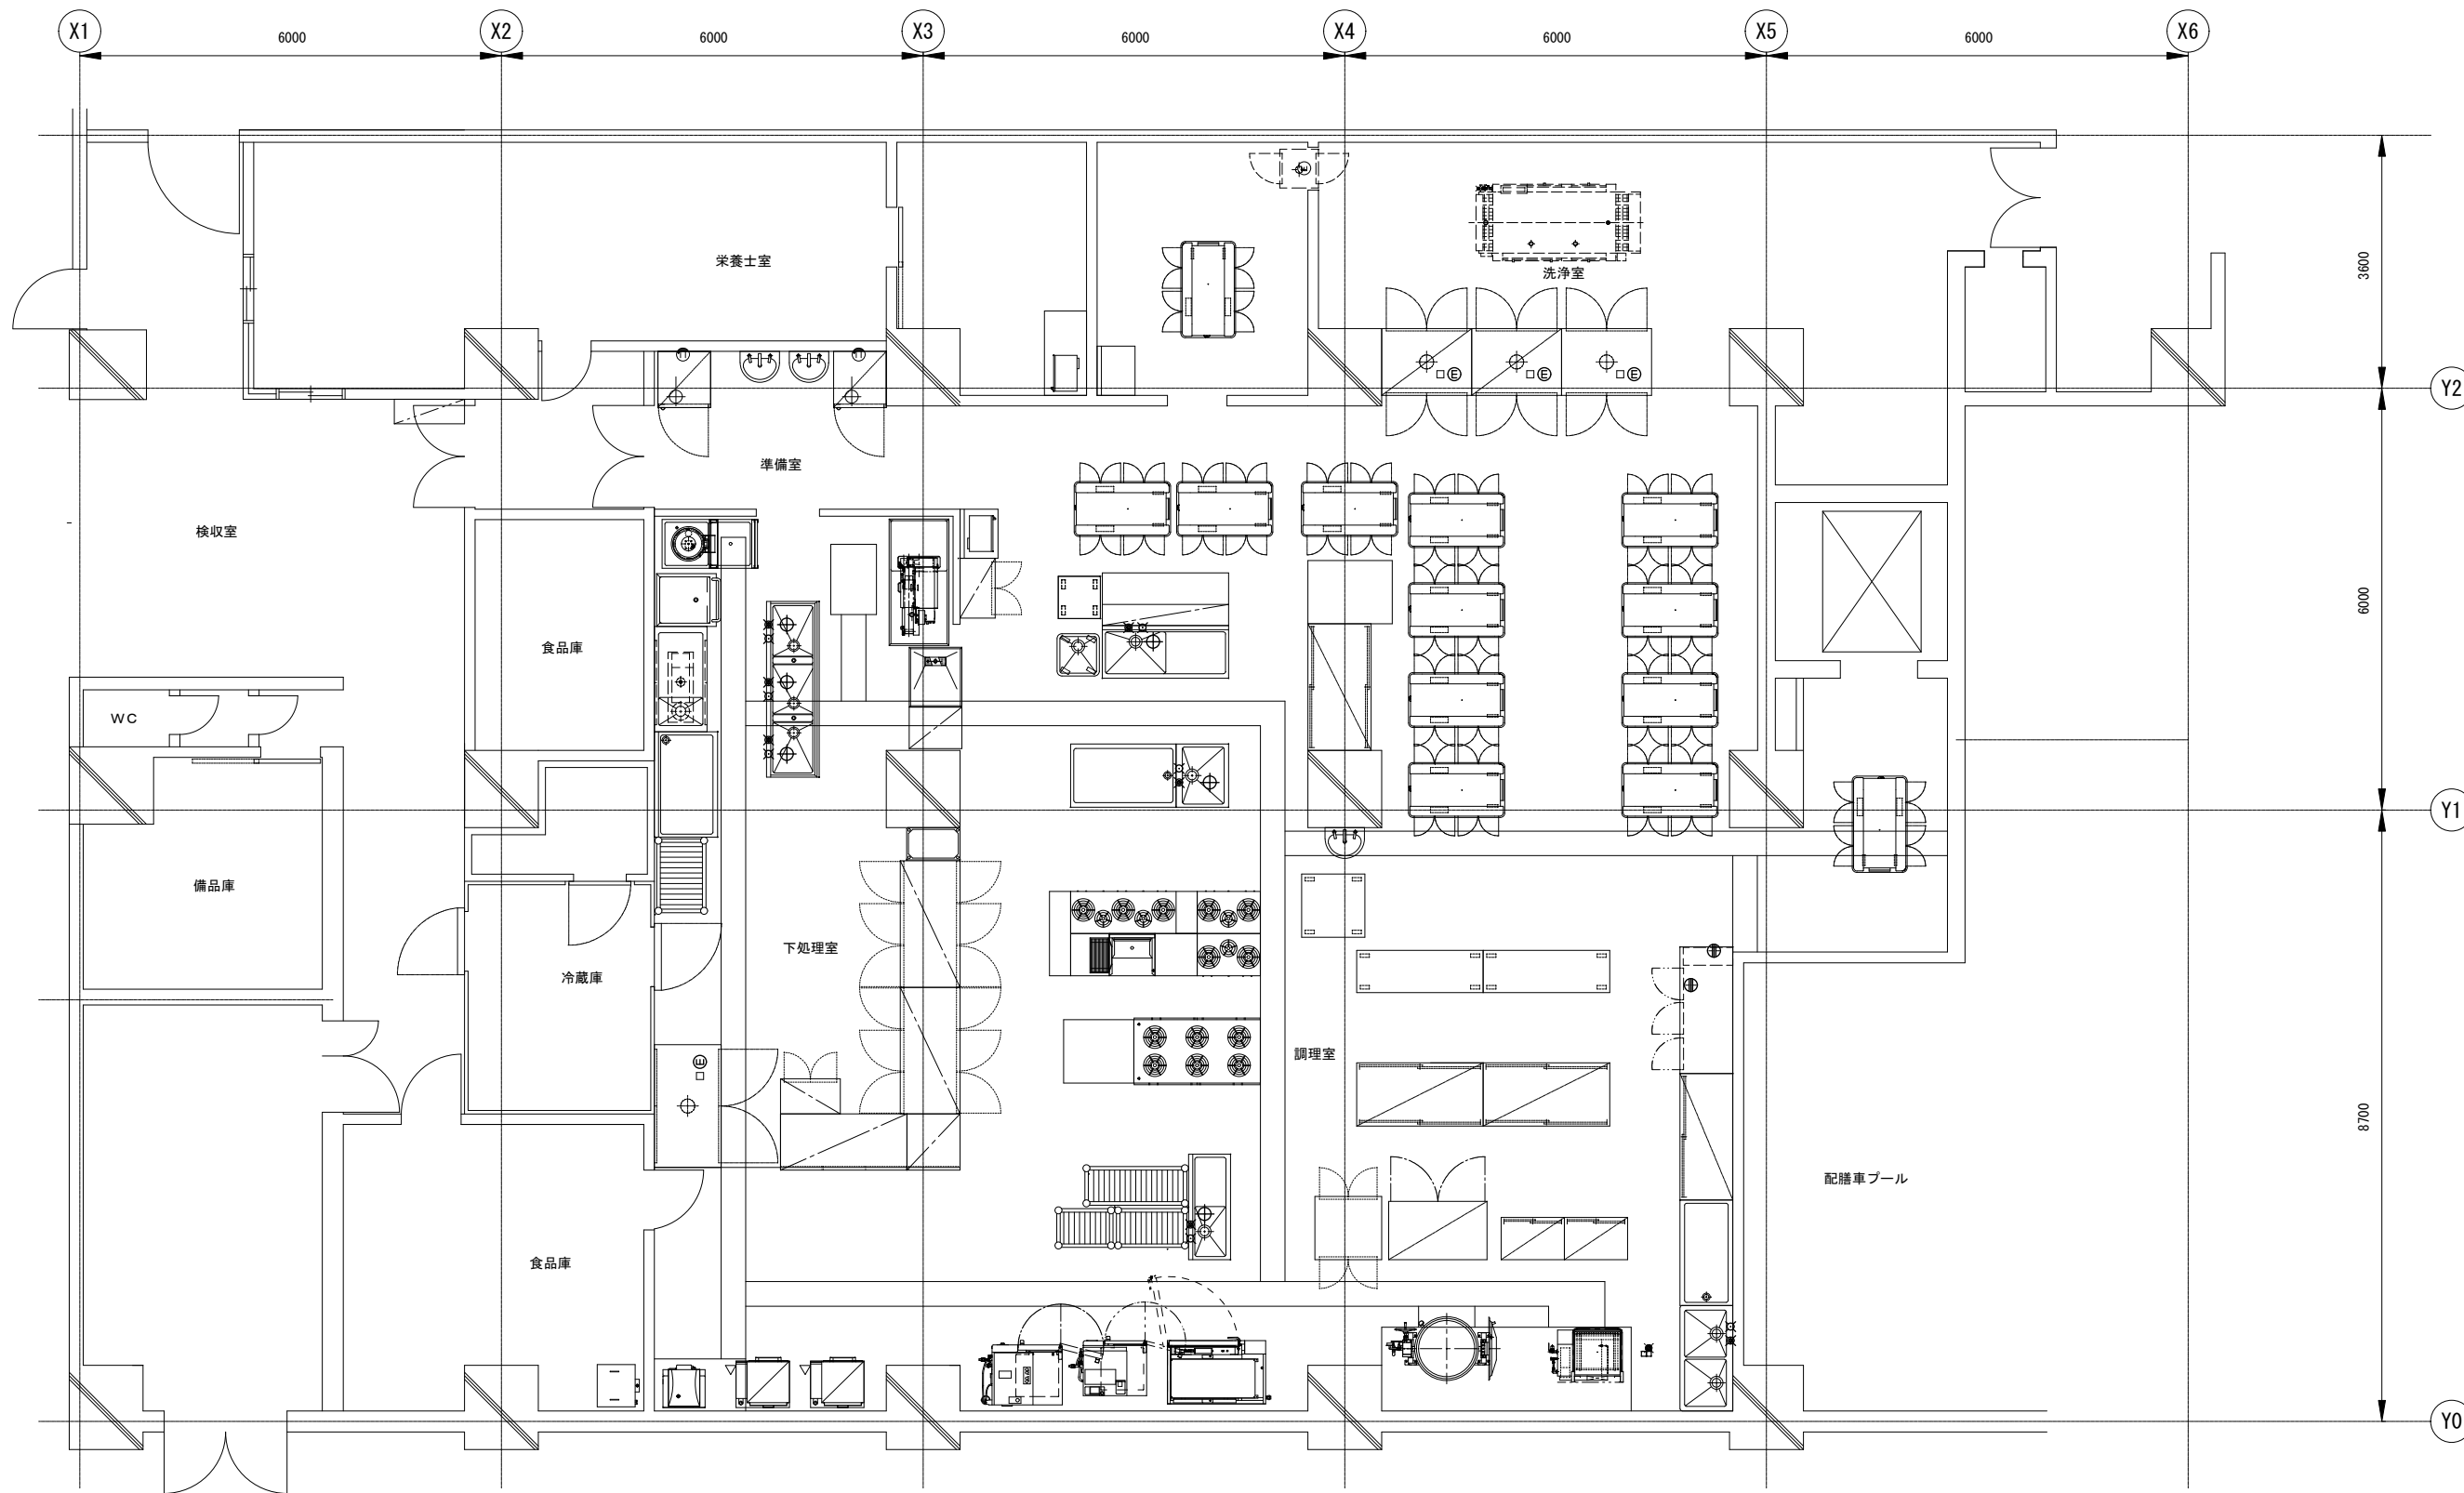 X1
X2
X3
X4
X5
X6
6000
6000
6000
6000
6000
栄養士室
洗浄室
3600
E
E
E
Y2
準備室
検収室
食品庫
6000
WC
Y1
備品庫
下処理室
冷蔵庫
E
調理室
8700
配膳車プール
食品庫
Y0